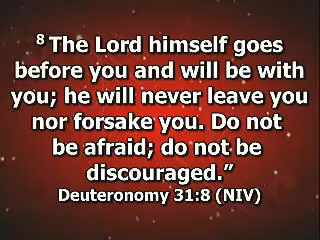 8 The Lord himself goes
before you and will be with
you; he will never leave you
nor forsake you. Do not
be afraid; do not be
discouraged.”
Deuteronomy 31:8 (NIV)